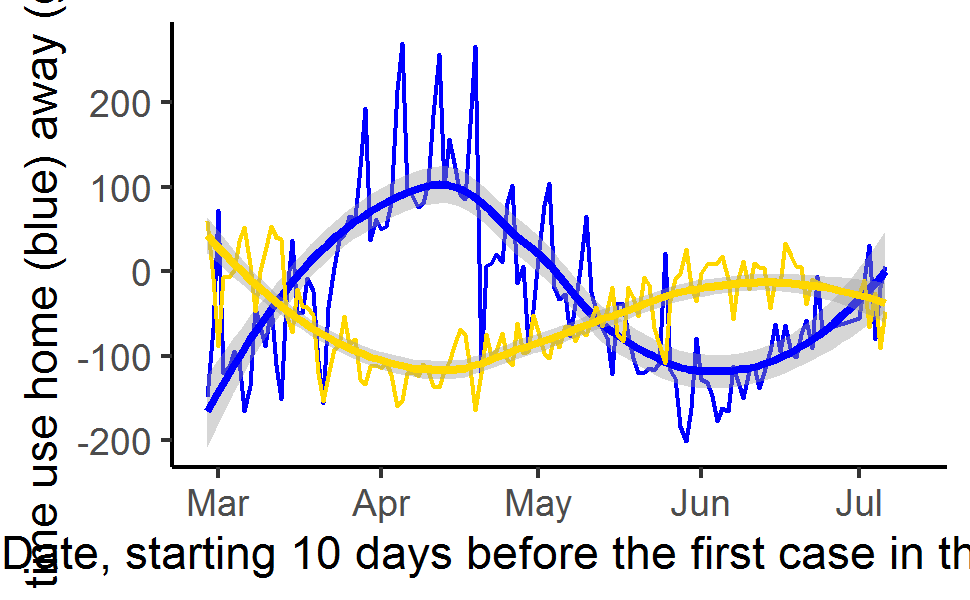 time use home (blue) away (
200
100
0
-100
-200
Mar Apr May Jun Jul
Date, starting 10 days before the first case in th